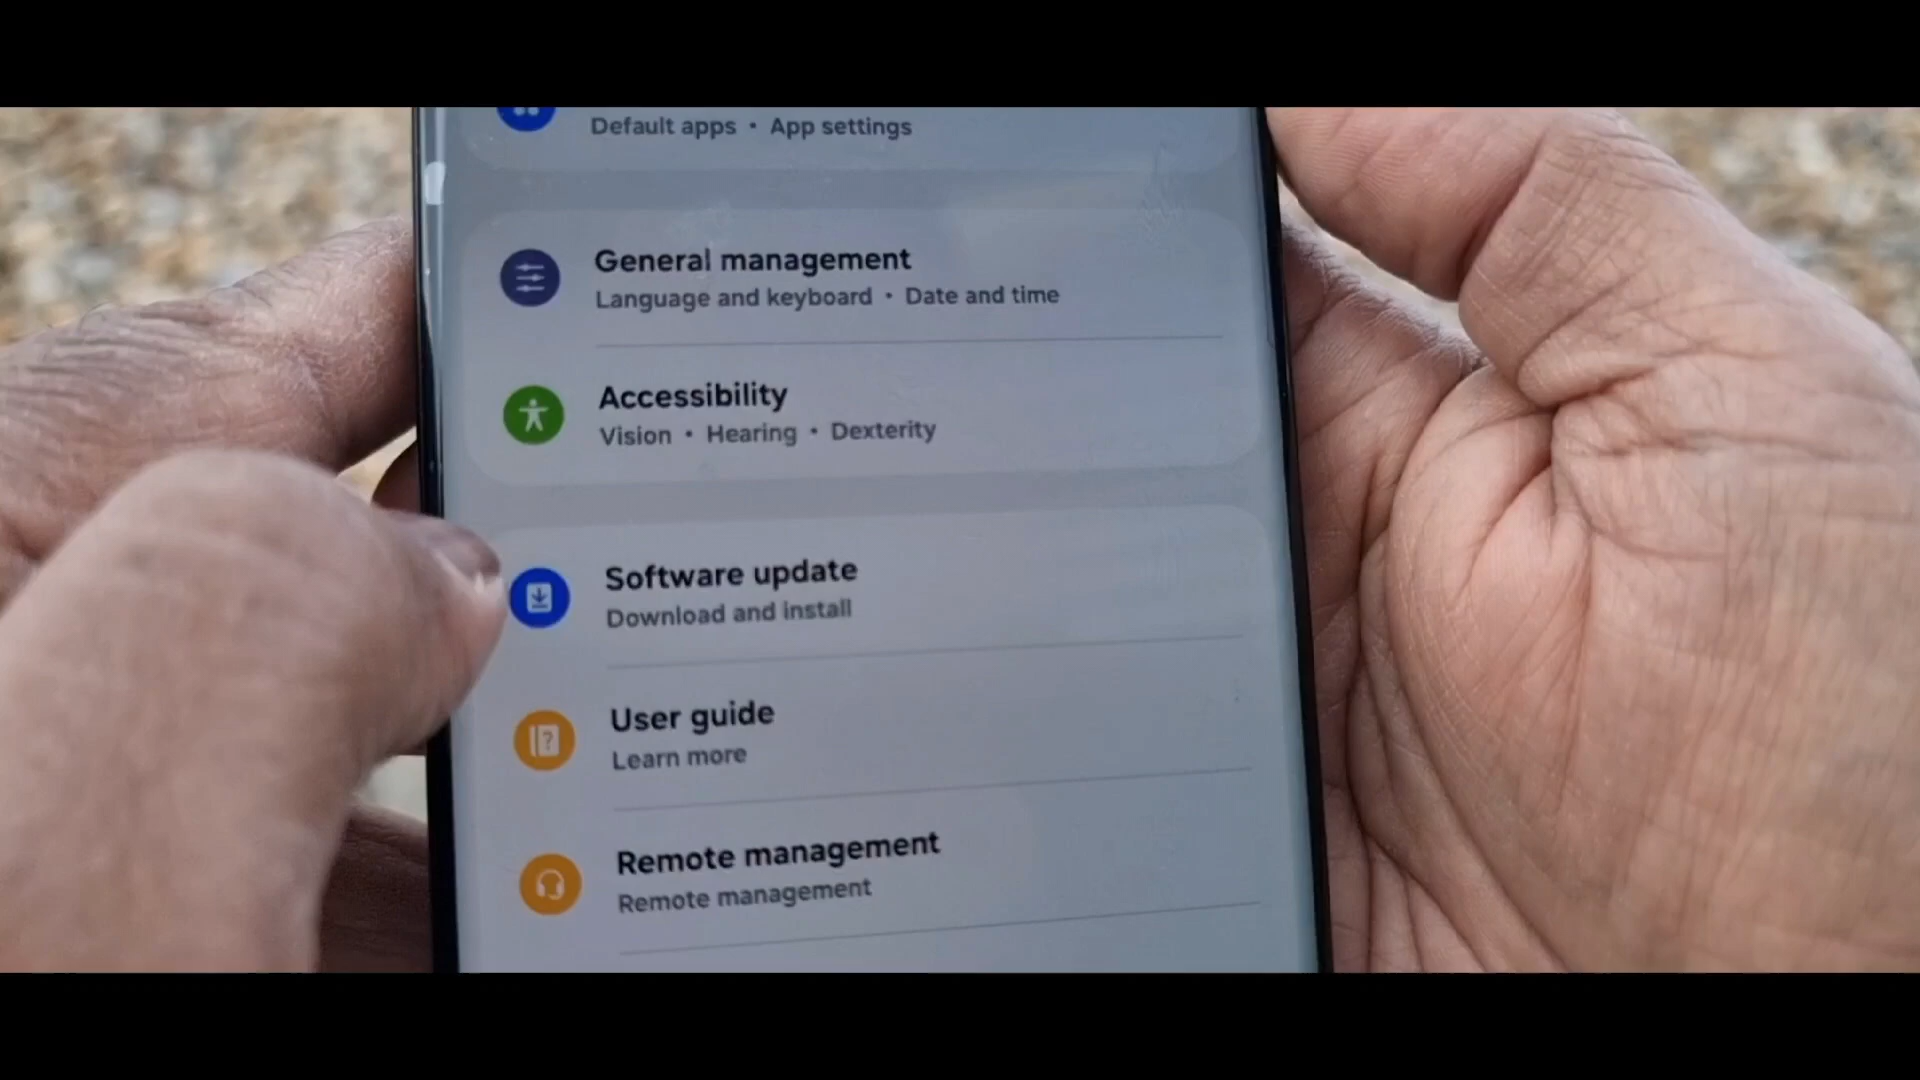 Default apps • App settings
General management
Language and keyboard • Date and time
Accessibility
Vision • Hearing • Dexterity
Software update
Download and install
User guide
Learn more
Remote management
Remote management